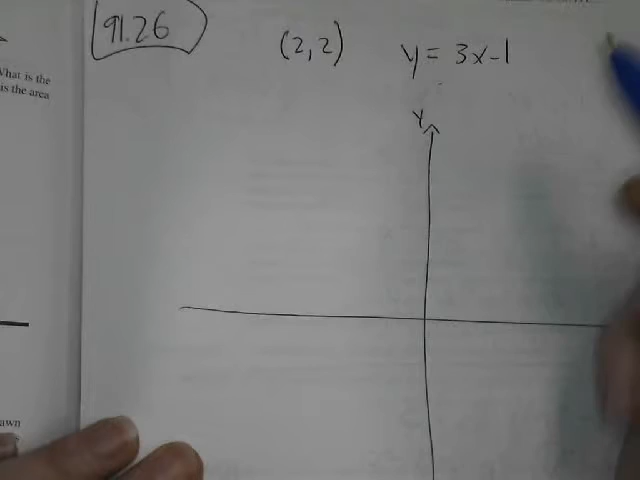 91.26 (2,2) y = 3x-1
What is the
is the area
Y
awn